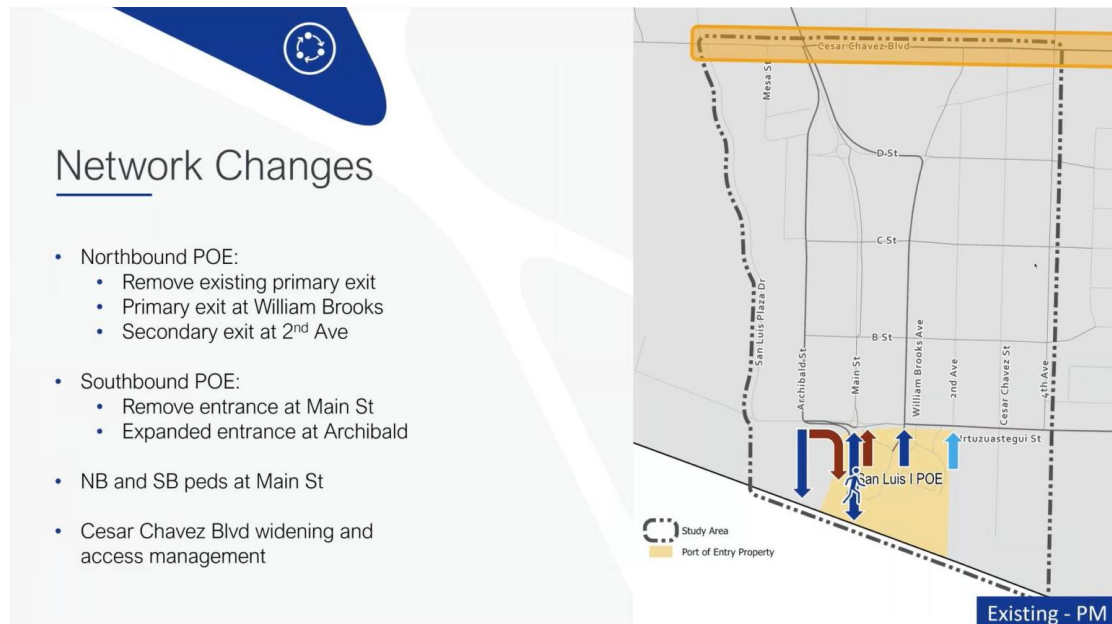 Network Changes
• Northbound POE:
• Remove existing primary exit
• Primary exit at William Brooks
• Secondary exit at 2nd Ave
• Southbound POE:
• Remove entrance at Main St
• Expanded entrance at Archibald
• NB and SB peds at Main St
• Cesar Chavez Blvd widening and
access management
Cesar Chavez Blvd
Mesa St
D St
C St
San Luis Plaza Dr
B St
Archibald St
Main St
William Brooks Ave
2nd Ave
Cesar Chavez St
4th Ave
Urtuzuastegui St
San Luis I POE
Study Area
Port of Entry Property
Existing - PM